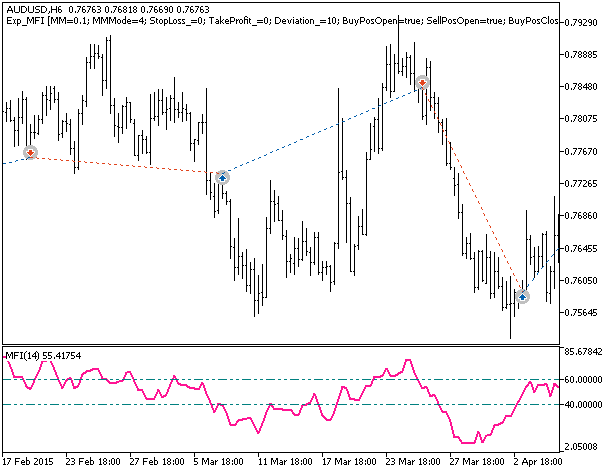 AUDUSD,H6 0.76763 0.76818 0.76690 0.76763
Exp_MFI [MM=0.1; MMMode=4; StopLoss_=0; TakeProfit_=0; Deviation_=10; BuyPosOpen=true; SellPosOpen=true; BuyPosClos
0.79290
0.78885
0.78480
0.78075
0.77670
0.77265
0.76860
0.76455
0.76050
0.75645
MFI(14) 55.41754
85.67842
60.00000
40.00000
2.05008
17 Feb 2015
23 Feb 18:00
27 Feb 18:00
5 Mar 18:00
11 Mar 18:00
17 Mar 18:00
23 Mar 18:00
27 Mar 18:00
2 Apr 18:00